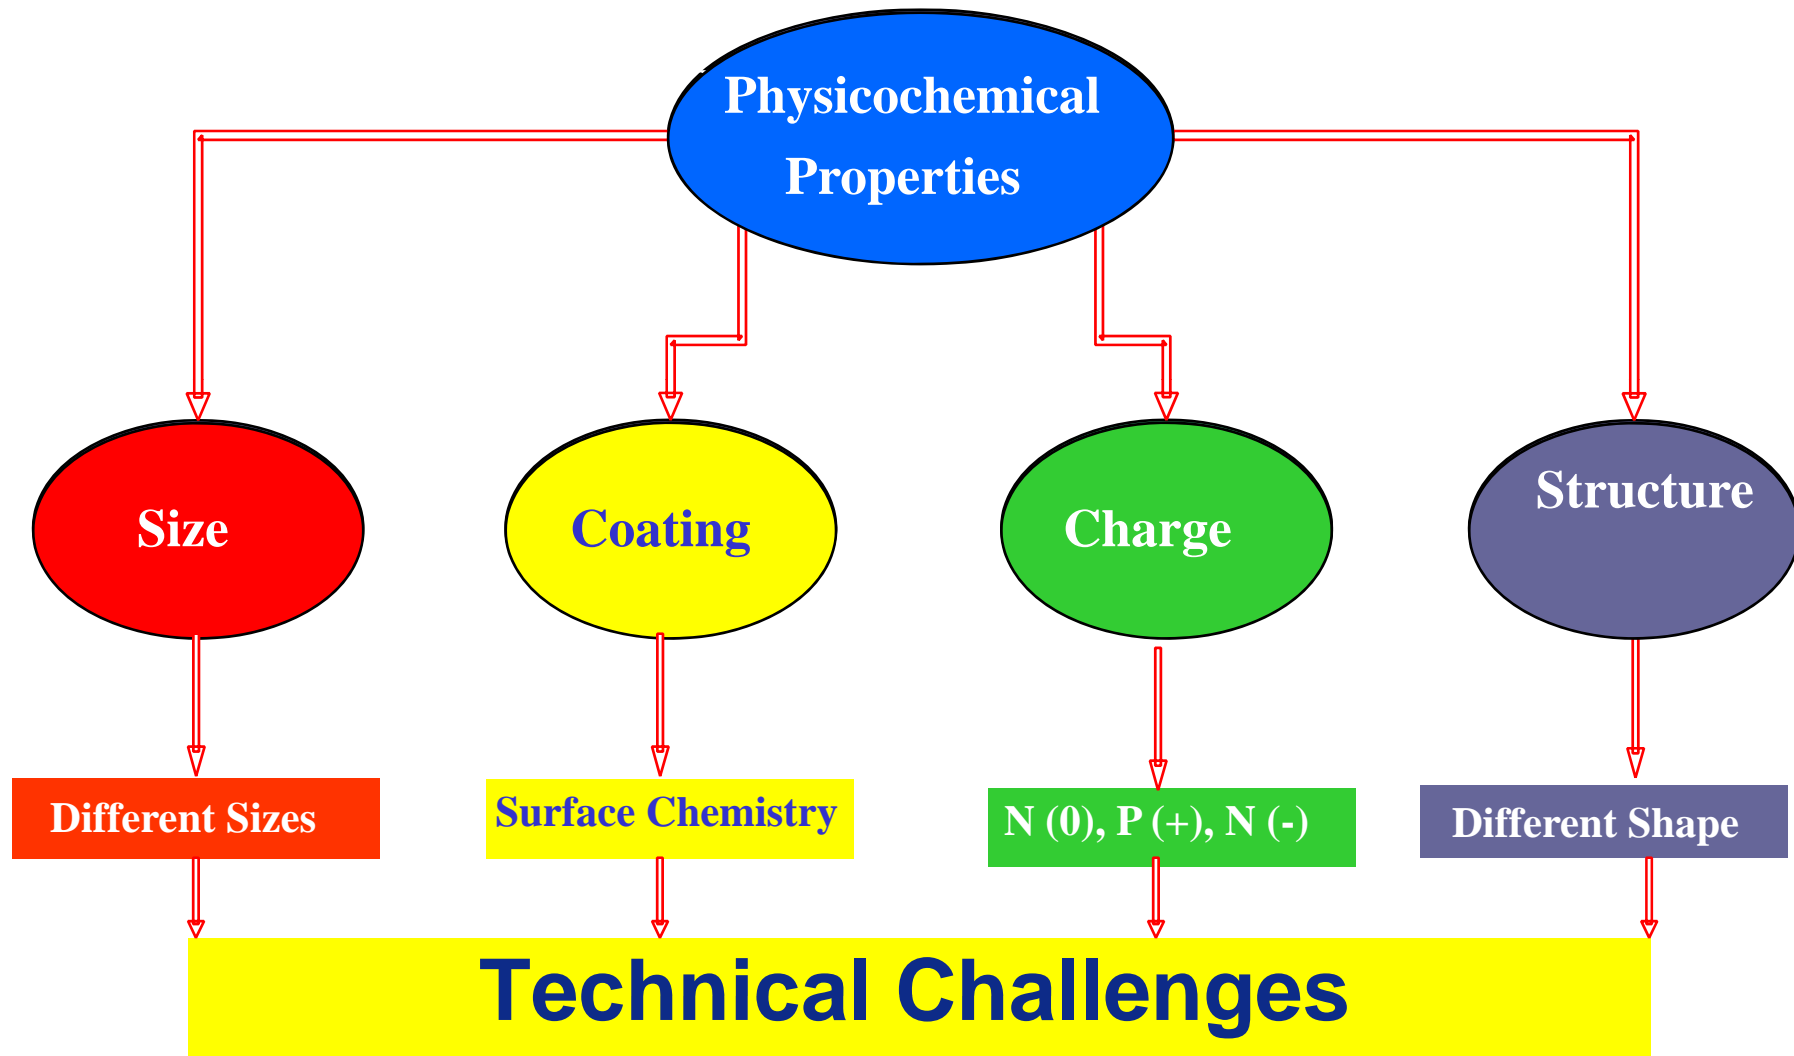 Physicochemical
Properties
Size
Coating
Charge
Structure
Different Sizes
Surface Chemistry
N (0), P (+), N (-)
Different Shape
Technical Challenges